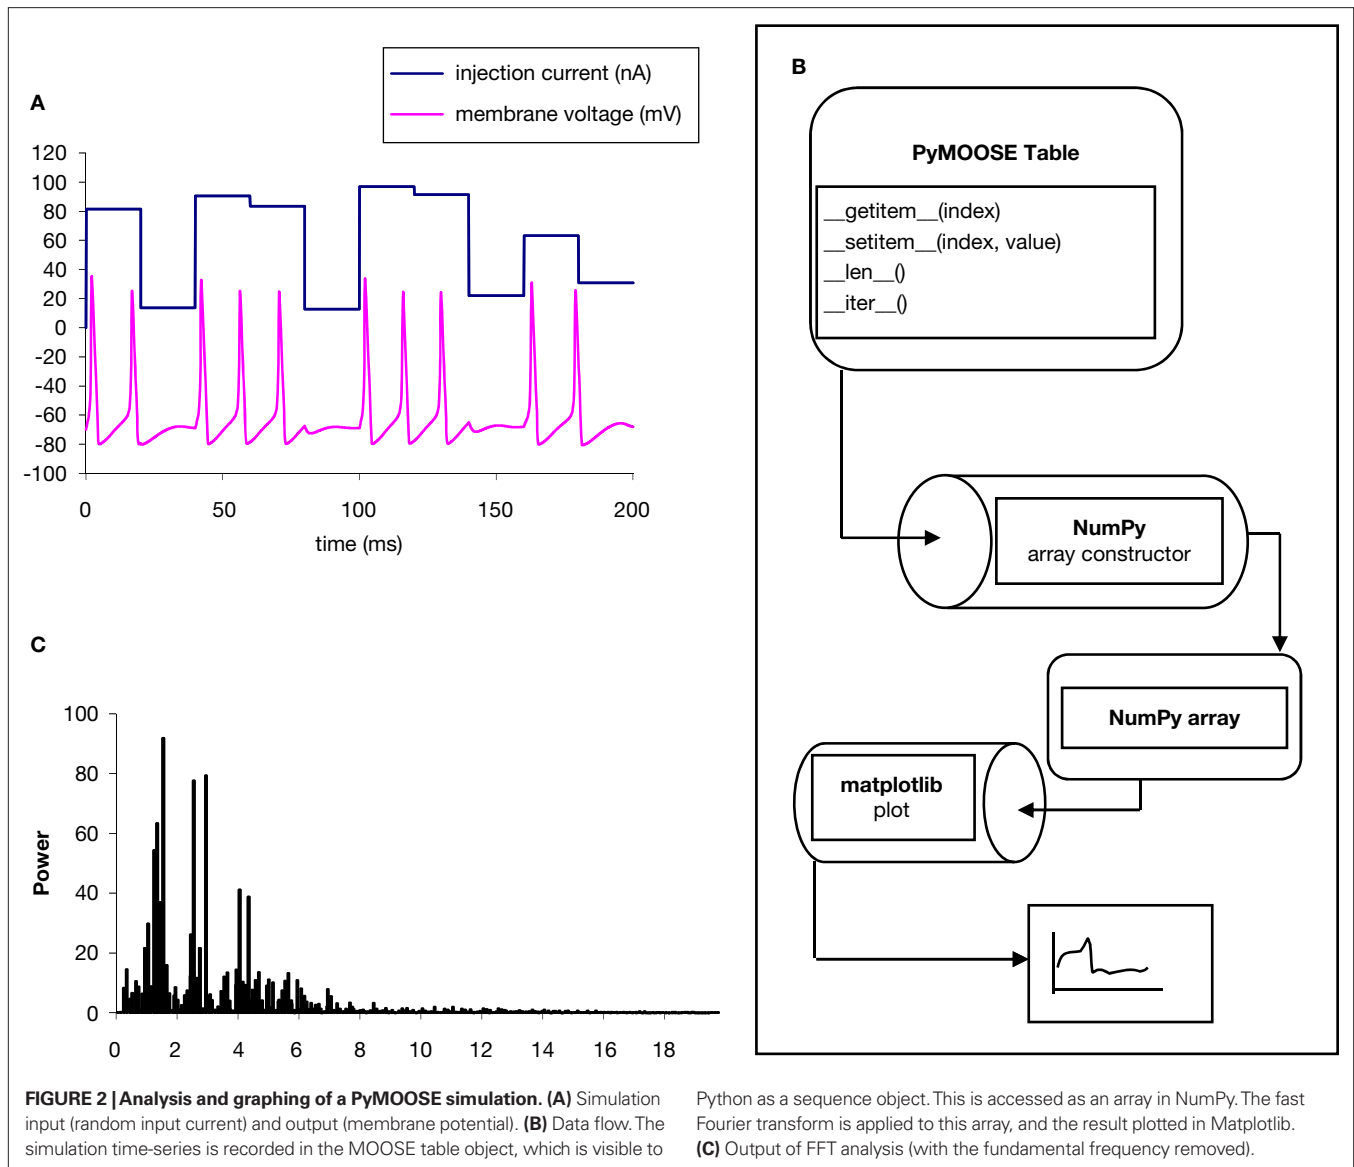 A
injection current (nA)
membrane voltage (mV)
120
100
80
60
40
20
0
-20
-40
-60
-80
-100
0
50
100
150
200
time (ms)
B
PyMOOSE Table
__getitem__(index)
__setitem__(index, value)
__len__()
__iter__()
NumPy
array constructor
NumPy array
matplotlib
plot
C
100
80
60
40
20
0
Power
0
2
4
6
8
10
12
14
16
18
FIGURE 2 | Analysis and graphing of a PyMOOSE simulation. (A) Simulation
input (random input current) and output (membrane potential). (B) Data flow. The
simulation time-series is recorded in the MOOSE table object, which is visible to
Python as a sequence object. This is accessed as an array in NumPy. The fast
Fourier transform is applied to this array, and the result plotted in Matplotlib.
(C) Output of FFT analysis (with the fundamental frequency removed).